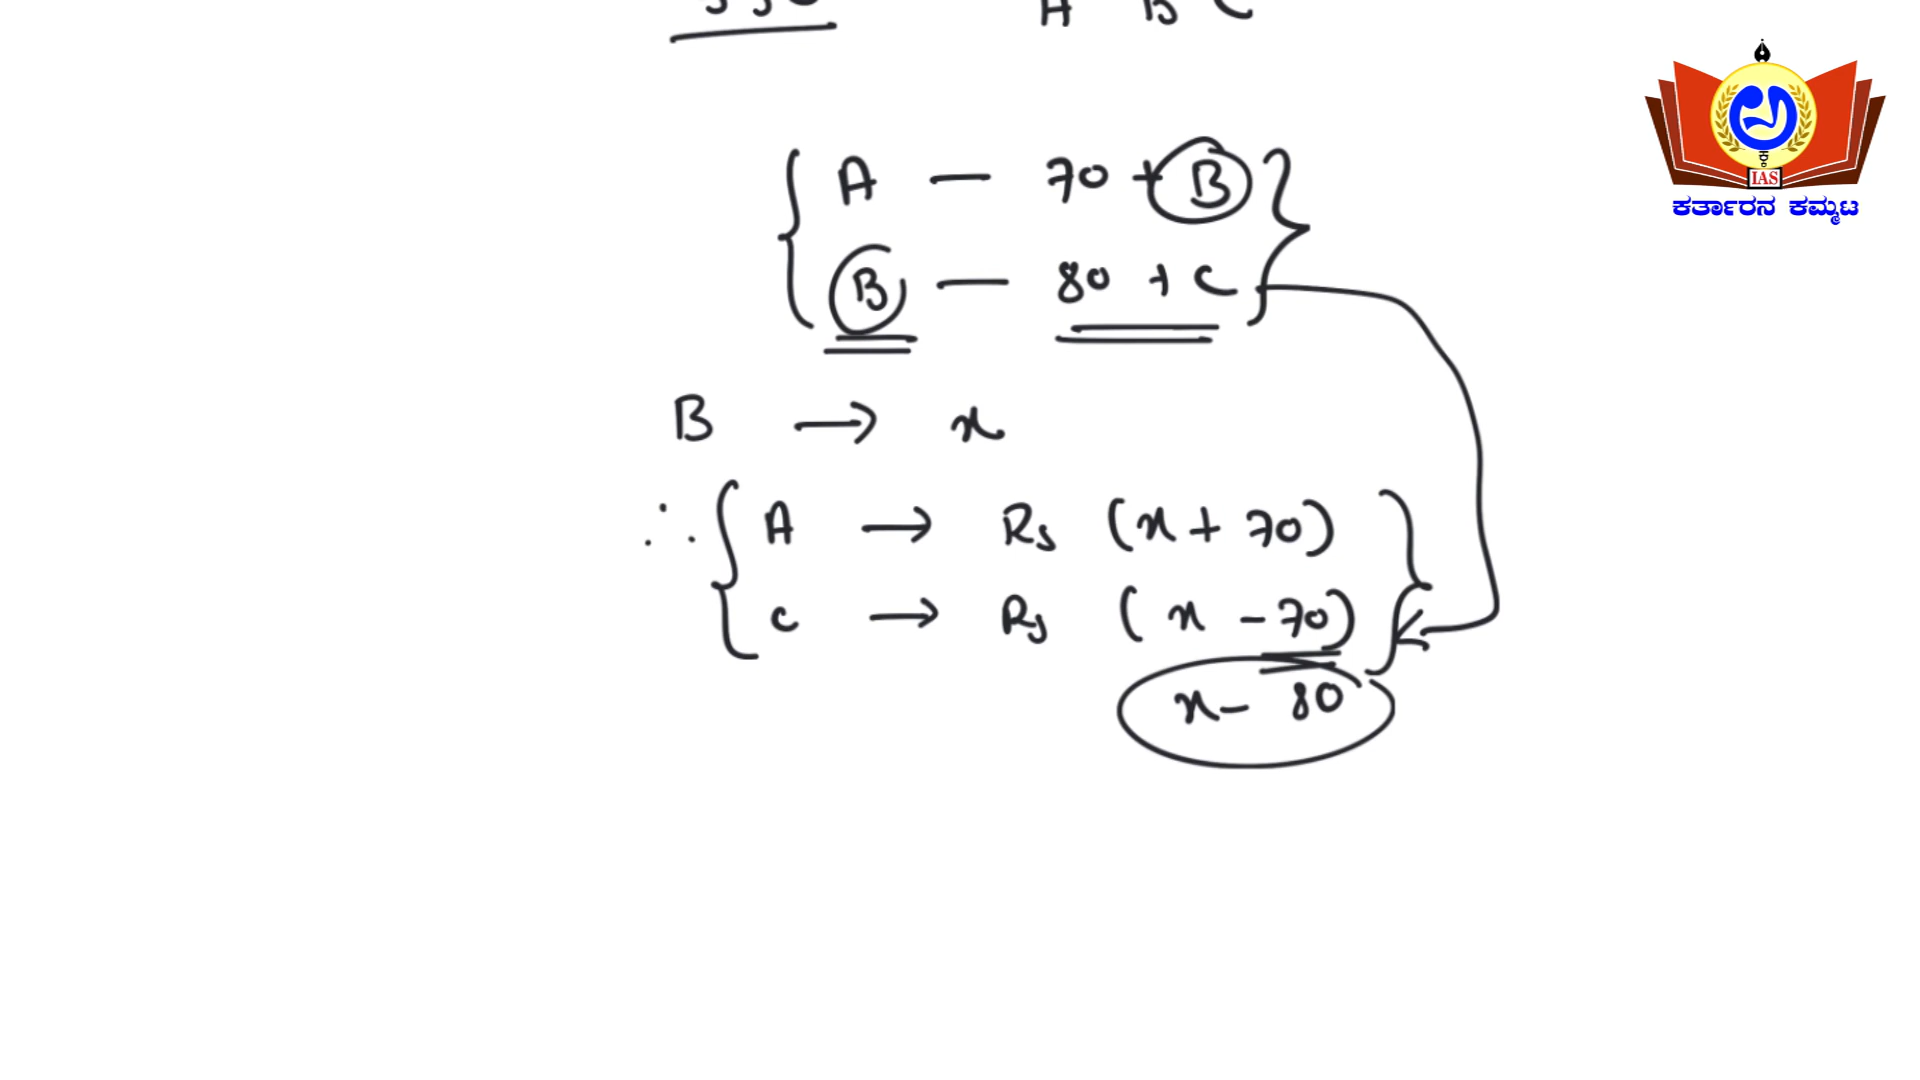 A B C
A — 70 + B
B — 80 + C
B → x
∴ A → Rs (x + 70)
C → Rs (x - 70)
x - 80
IAS
ಕರ್ತಾರನ ಕಮ್ಮಟ